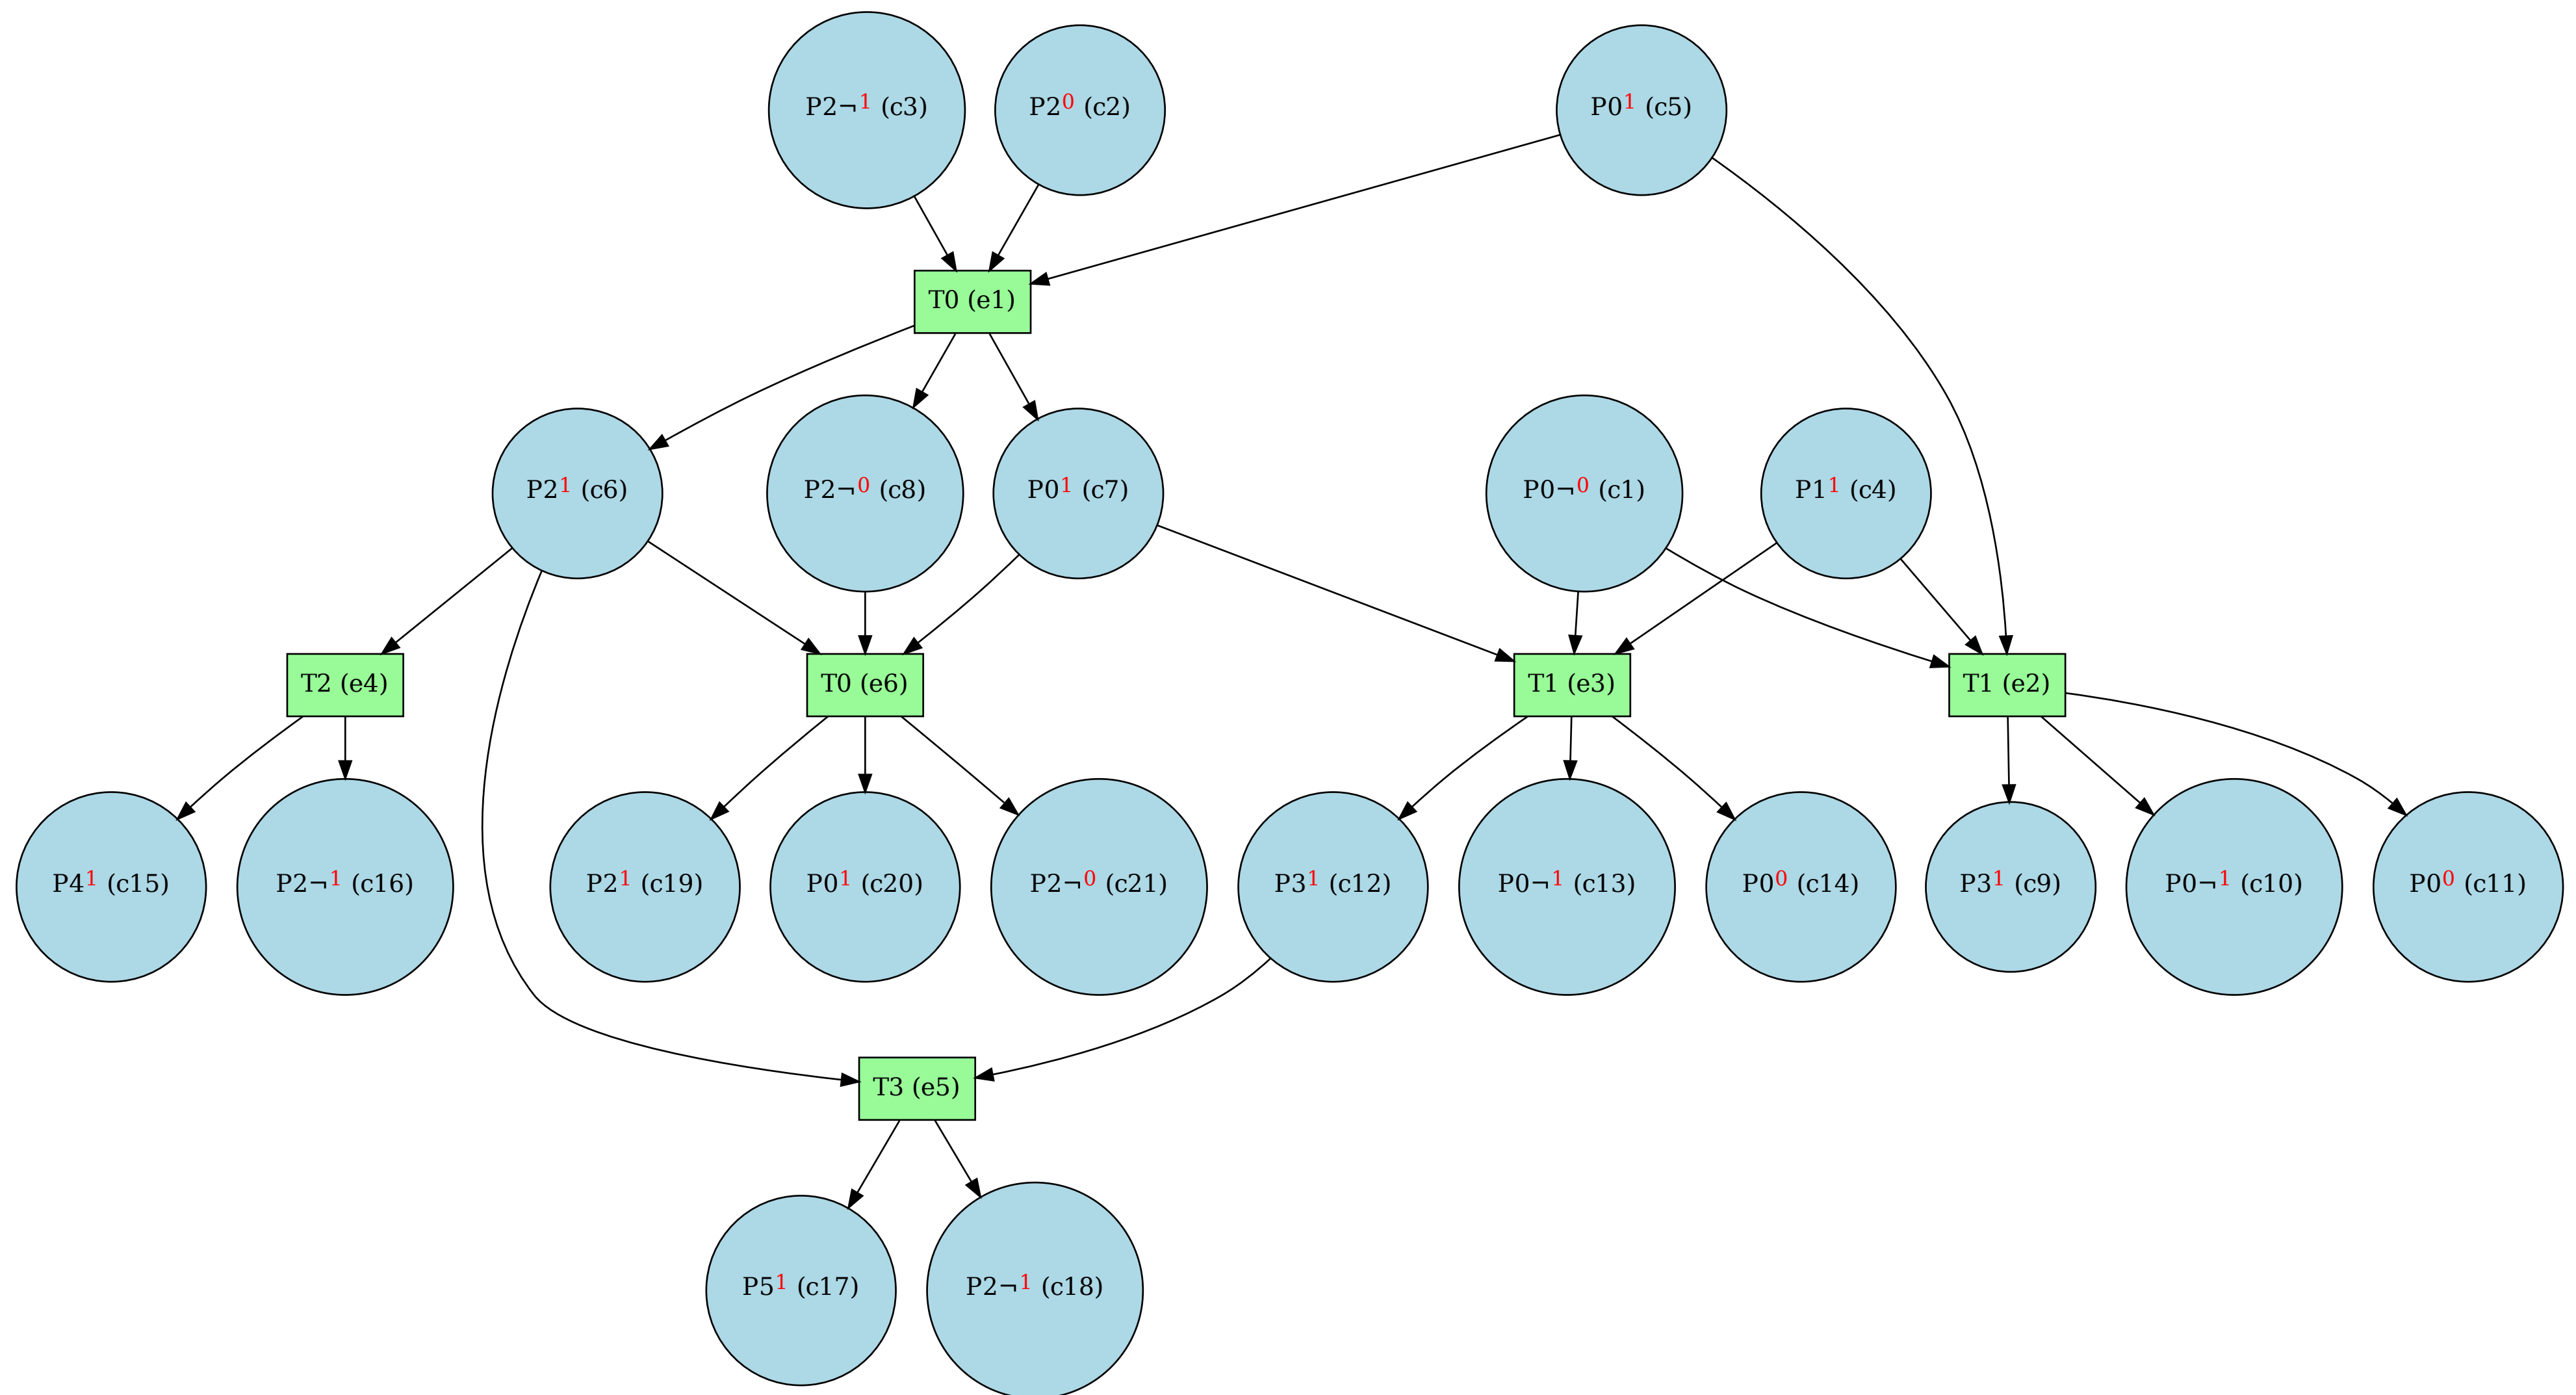 P2¬1 (c3)
P20 (c2)
P01 (c5)
T0 (e1)
P21 (c6)
P2¬0 (c8)
P01 (c7)
P0¬0 (c1)
P11 (c4)
T2 (e4)
T0 (e6)
T1 (e3)
T1 (e2)
P41 (c15)
P2¬1 (c16)
P21 (c19)
P01 (c20)
P2¬0 (c21)
P31 (c12)
P0¬1 (c13)
P00 (c14)
P31 (c9)
P0¬1 (c10)
P00 (c11)
T3 (e5)
P51 (c17)
P2¬1 (c18)